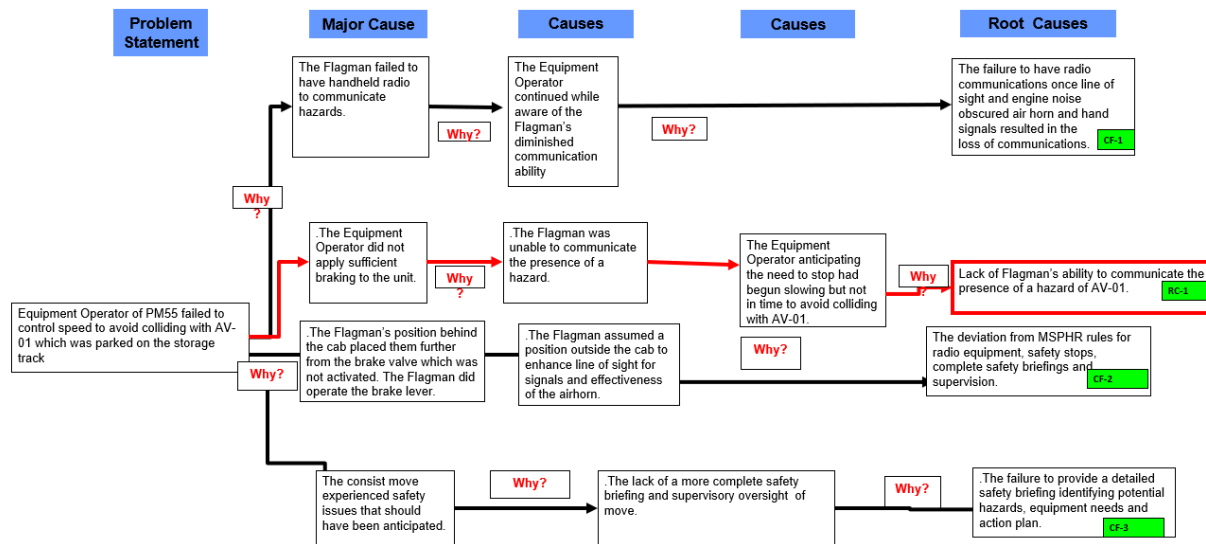 Problem
Statement
Major Cause
Causes
Causes
Root Causes
The Flagman failed to
have handheld radio
to communicate
hazards.
Why?
The Equipment
Operator
continued while
aware of the
Flagman's
diminished
communication
ability
Why?
The failure to have radio
communications once line of
sight and engine noise
obscured air horn and hand
signals resulted in the
loss of communications.
CF-1
Why
?
.The Equipment
Operator did not
apply sufficient
braking to the unit.
Why
?
.The Flagman was
unable to communicate
the presence of a
hazard.
The Equipment
Operator anticipating
the need to stop had
begun slowing but not
in time to avoid colliding
with AV-01.
Why
?
Lack of Flagman's ability to communicate the
presence of a hazard of AV-01.
RC-1
Equipment Operator of PM55 failed to
control speed to avoid colliding with AV-
01 which was parked on the storage
track
Why?
.The Flagman's position behind
the cab placed them further
from the brake valve which was
not activated. The Flagman did
operate the brake lever.
.The Flagman assumed a
position outside the cab to
enhance line of sight for
signals and effectiveness
of the airhorn.
Why?
The deviation from MSPHR rules for
radio equipment, safety stops,
complete safety briefings and
supervision.
CF-2
The consist move
experienced safety
issues that should
have been anticipated.
Why?
.The lack of a more complete safety
briefing and supervisory oversight of
move.
Why?
.The failure to provide a detailed
safety briefing identifying potential
hazards, equipment needs and
action plan.
CF-3